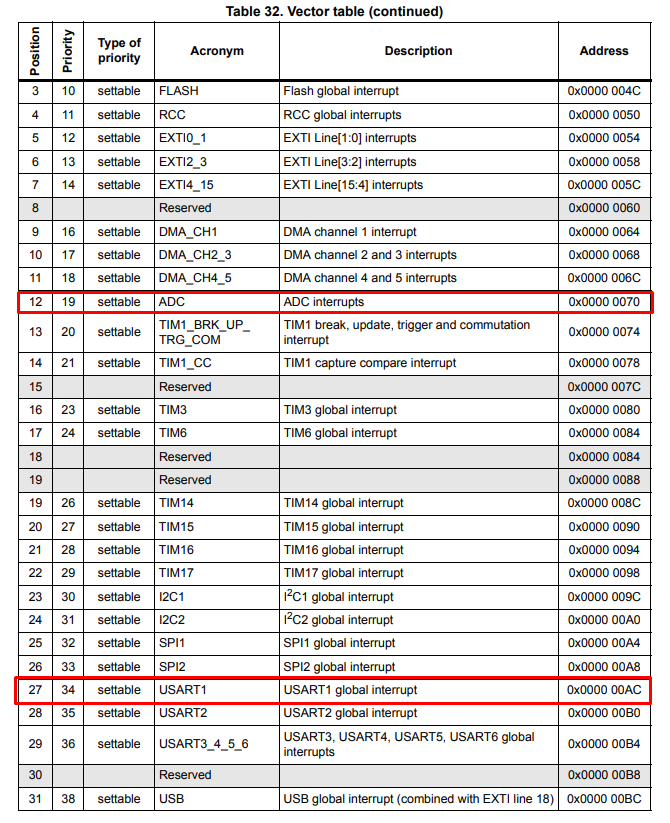 Table 32. Vector table (continued)
Position Priority Type of priority Acronym Description Address
3 10 settable FLASH Flash global interrupt 0x0000 004C
4 11 settable RCC RCC global interrupts 0x0000 0050
5 12 settable EXTI0_1 EXTI Line[1:0] interrupts 0x0000 0054
6 13 settable EXTI2_3 EXTI Line[3:2] interrupts 0x0000 0058
7 14 settable EXTI4_15 EXTI Line[15:4] interrupts 0x0000 005C
8 Reserved 0x0000 0060
9 16 settable DMA_CH1 DMA channel 1 interrupt 0x0000 0064
10 17 settable DMA_CH2_3 DMA channel 2 and 3 interrupts 0x0000 0068
11 18 settable DMA_CH4_5 DMA channel 4 and 5 interrupts 0x0000 006C
12 19 settable ADC ADC interrupts 0x0000 0070
13 20 settable TIM1_BRK_UP_TRG_COM TIM1 break, update, trigger and commutation interrupt 0x0000 0074
14 21 settable TIM1_CC TIM1 capture compare interrupt 0x0000 0078
15 Reserved 0x0000 007C
16 23 settable TIM3 TIM3 global interrupt 0x0000 0080
17 24 settable TIM6 TIM6 global interrupt 0x0000 0084
18 Reserved 0x0000 0084
19 Reserved 0x0000 0088
19 26 settable TIM14 TIM14 global interrupt 0x0000 008C
20 27 settable TIM15 TIM15 global interrupt 0x0000 0090
21 28 settable TIM16 TIM16 global interrupt 0x0000 0094
22 29 settable TIM17 TIM17 global interrupt 0x0000 0098
23 30 settable I2C1 I²C1 global interrupt 0x0000 009C
24 31 settable I2C2 I²C2 global interrupt 0x0000 00A0
25 32 settable SPI1 SPI1 global interrupt 0x0000 00A4
26 33 settable SPI2 SPI2 global interrupt 0x0000 00A8
27 34 settable USART1 USART1 global interrupt 0x0000 00AC
28 35 settable USART2 USART2 global interrupt 0x0000 00B0
29 36 settable USART3_4_5_6 USART3, USART4, USART5, USART6 global interrupts 0x0000 00B4
30 Reserved 0x0000 00B8
31 38 settable USB USB global interrupt (combined with EXTI line 18) 0x0000 00BC